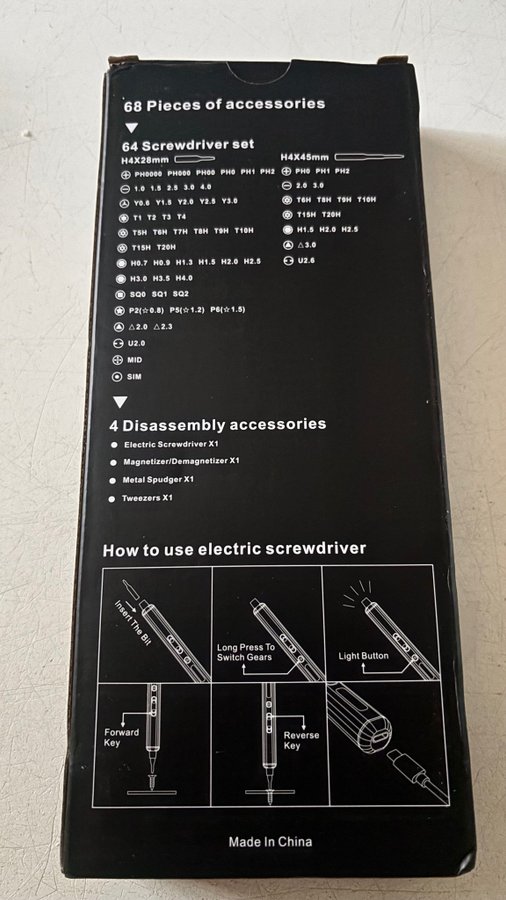 68 Pieces of accessories
64 Screwdriver set
H4X28mm
PH0000 PH000 PH00 PH0 PH1 PH2
1.0 1.5 2.5 3.0 4.0
Y0.6 Y1.5 Y2.0 Y2.5 Y3.0
T1 T2 T3 T4
T5H T6H T7H T8H T9H T10H
T15H T20H
H0.7 H0.9 H1.3 H1.5 H2.0 H2.5
H3.0 H3.5 H4.0
SQ0 SQ1 SQ2
P2(☆0.8) P5(☆1.2) P6(☆1.5)
△2.0 △2.3
U2.0
MID
SIM
H4X45mm
PH0 PH1 PH2
2.0 3.0
T6H T8H T9H T10H
T15H T20H
H1.5 H2.0 H2.5
△3.0
U2.6
4 Disassembly accessories
Electric Screwdriver X1
Magnetizer/Demagnetizer X1
Metal Spudger X1
Tweezers X1
How to use electric screwdriver
Insert The Bit
Long Press To
Switch Gears
Light Button
Forward
Key
Reverse
Key
Made In China